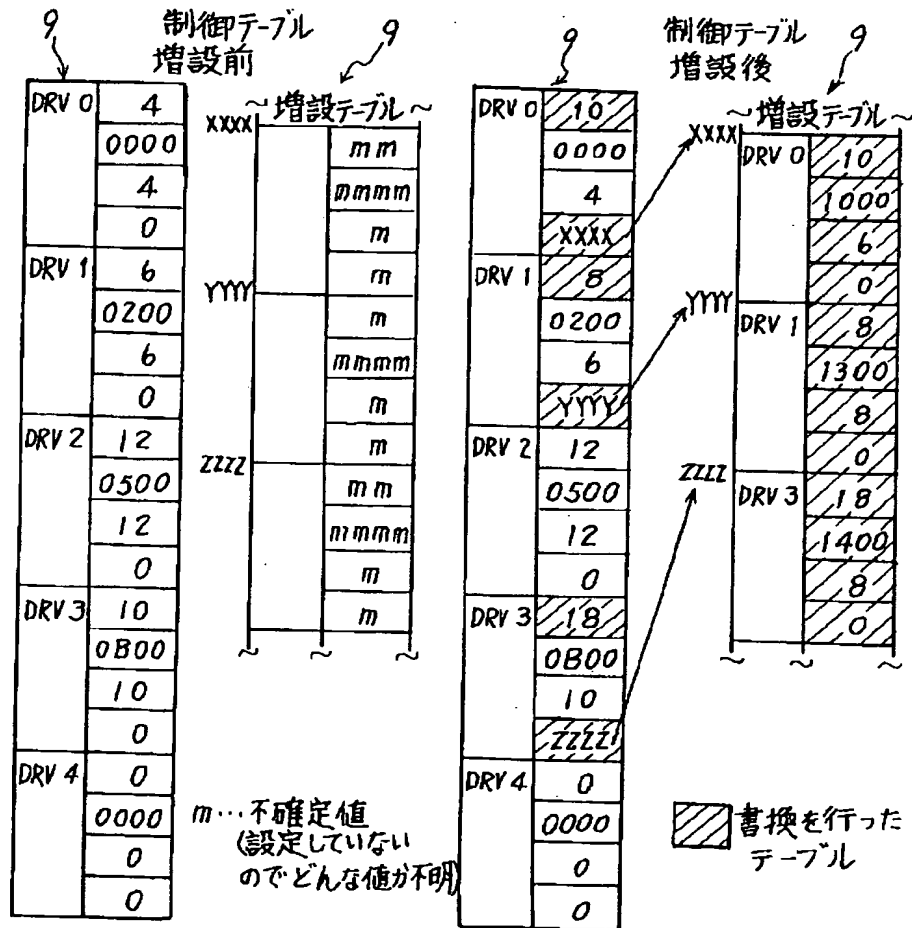 9
制御テーブル
増設前
DRV 0
4
0000
4
0
DRV 1
6
0200
6
0
DRV 2
12
0500
12
0
DRV 3
10
0B00
10
0
DRV 4
0
0000
0
0
9
~増設テーブル~
XXXX
mm
mmmm
m
m
YYYY
m
mmmm
m
m
ZZZZ
mm
mmmm
m
m
m…不確定値
(設定していない
のでどんな値か不明)
9
制御テーブル
増設後
DRV 0
10
0000
4
XXXX
DRV 1
8
0200
6
YYYY
DRV 2
12
0500
12
0
DRV 3
18
0B00
10
ZZZZ
DRV 4
0
0000
0
0
9
~増設テーブル~
XXXX
DRV 0
10
1000
6
0
YYYY
DRV 1
8
1300
8
0
ZZZZ
DRV 3
18
1400
8
0
書換を行った
テーブル